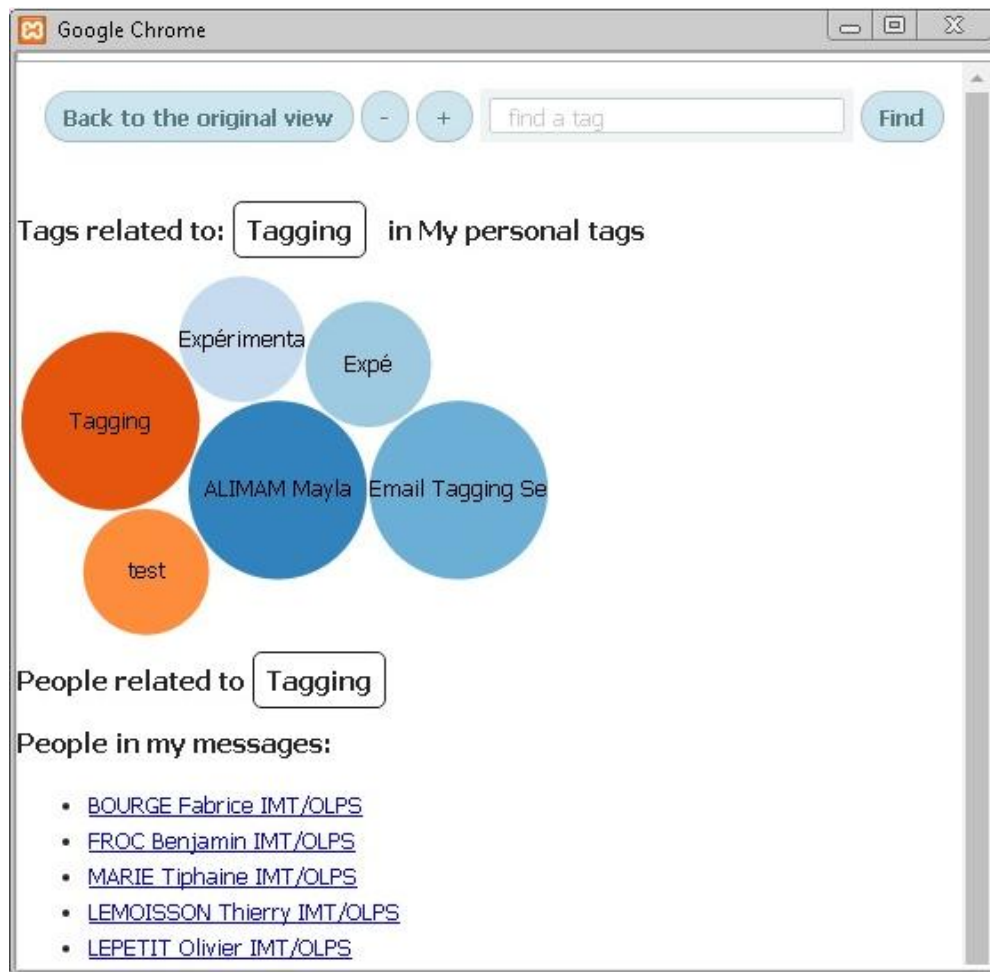 Google Chrome
Back to the original view - + find a tag Find
Tags related to: Tagging in My personal tags
Expérimenta
Expé
Tagging
ALIMAM Mayla Email Tagging Se
test
People related to Tagging
People in my messages:
• BOURGE Fabrice IMT/OLPS
• FROC Benjamin IMT/OLPS
• MARIE Tiphaine IMT/OLPS
• LEMOISSON Thierry IMT/OLPS
• LEPETIT Olivier IMT/OLPS